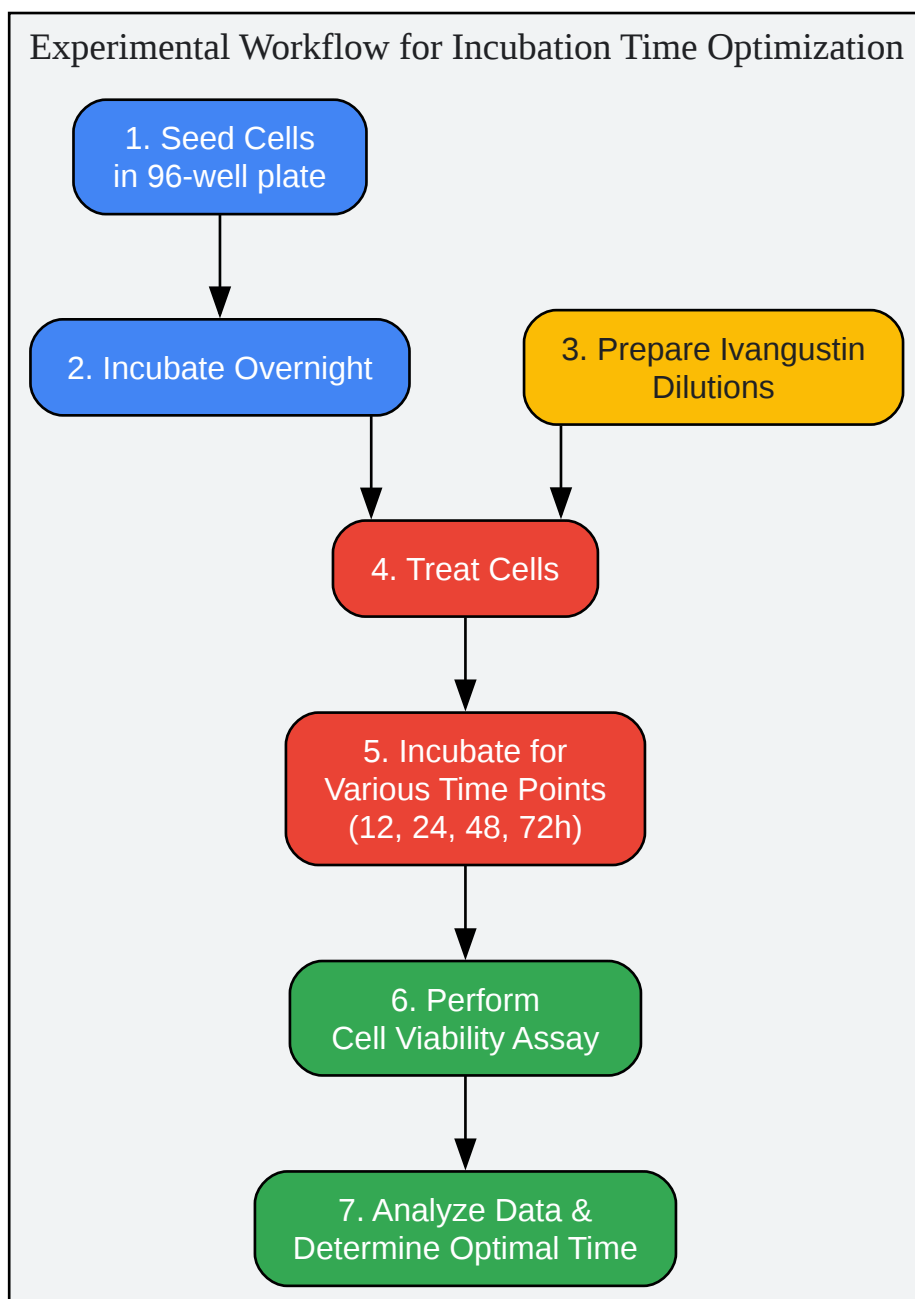 Experimental Workflow for Incubation Time Optimization
1. Seed Cells
in 96-well plate
2. Incubate Overnight
3. Prepare Ivangustin
Dilutions
4. Treat Cells
5. Incubate for
Various Time Points
(12, 24, 48, 72h)
6. Perform
Cell Viability Assay
7. Analyze Data &
Determine Optimal Time